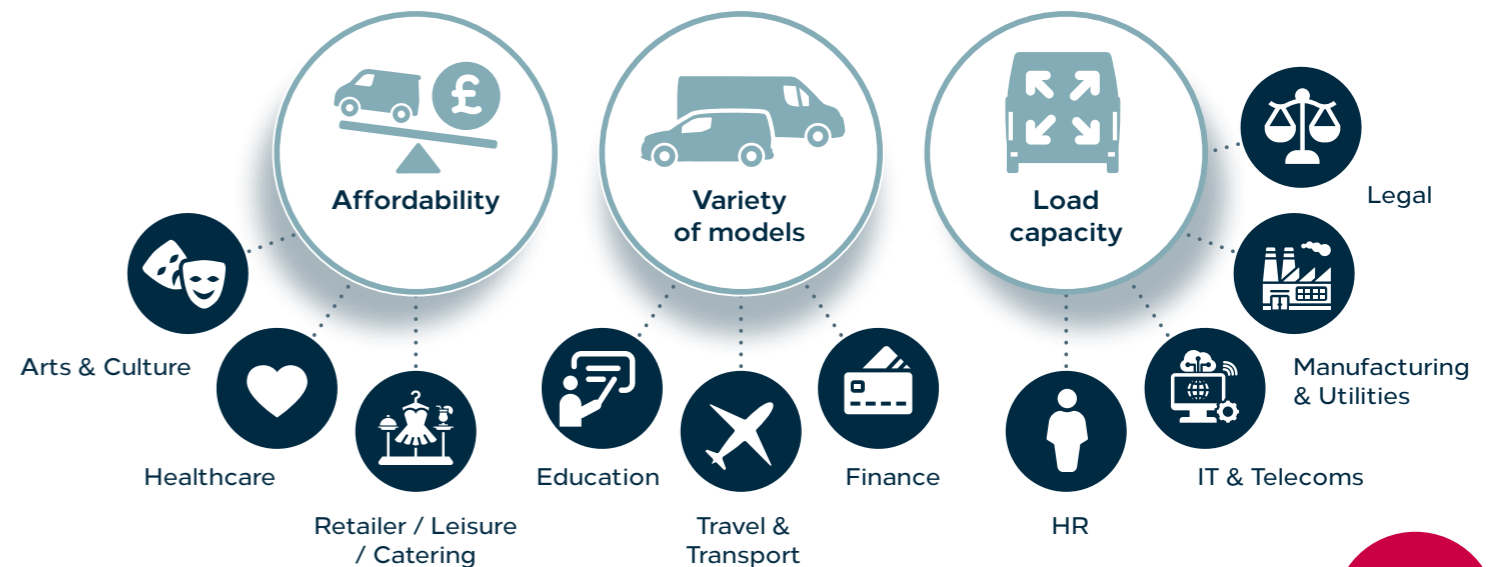 £
Affordability
Variety
of models
Load
capacity
Legal
Arts & Culture
Manufacturing
& Utilities
Healthcare
Education
Finance
IT & Telecoms
Retailer / Leisure
/ Catering
Travel &
Transport
HR